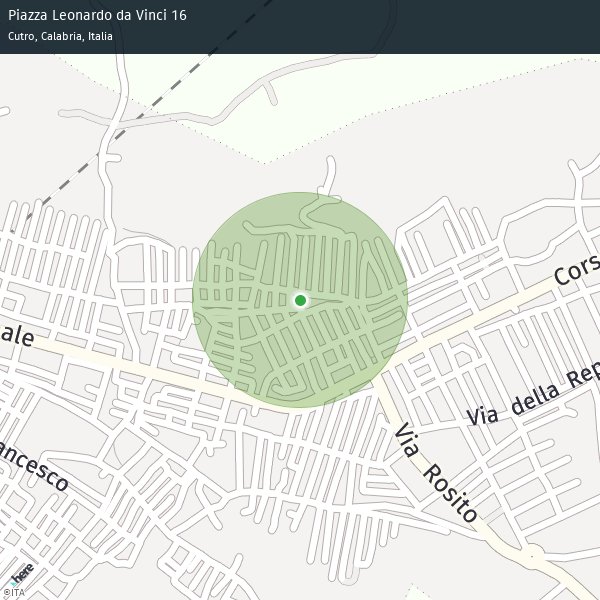 Piazza Leonardo da Vinci 16
Cutro, Calabria, Italia
Cors
ale
Via della Rep
Via Rosito
ancesco
here
©ITA